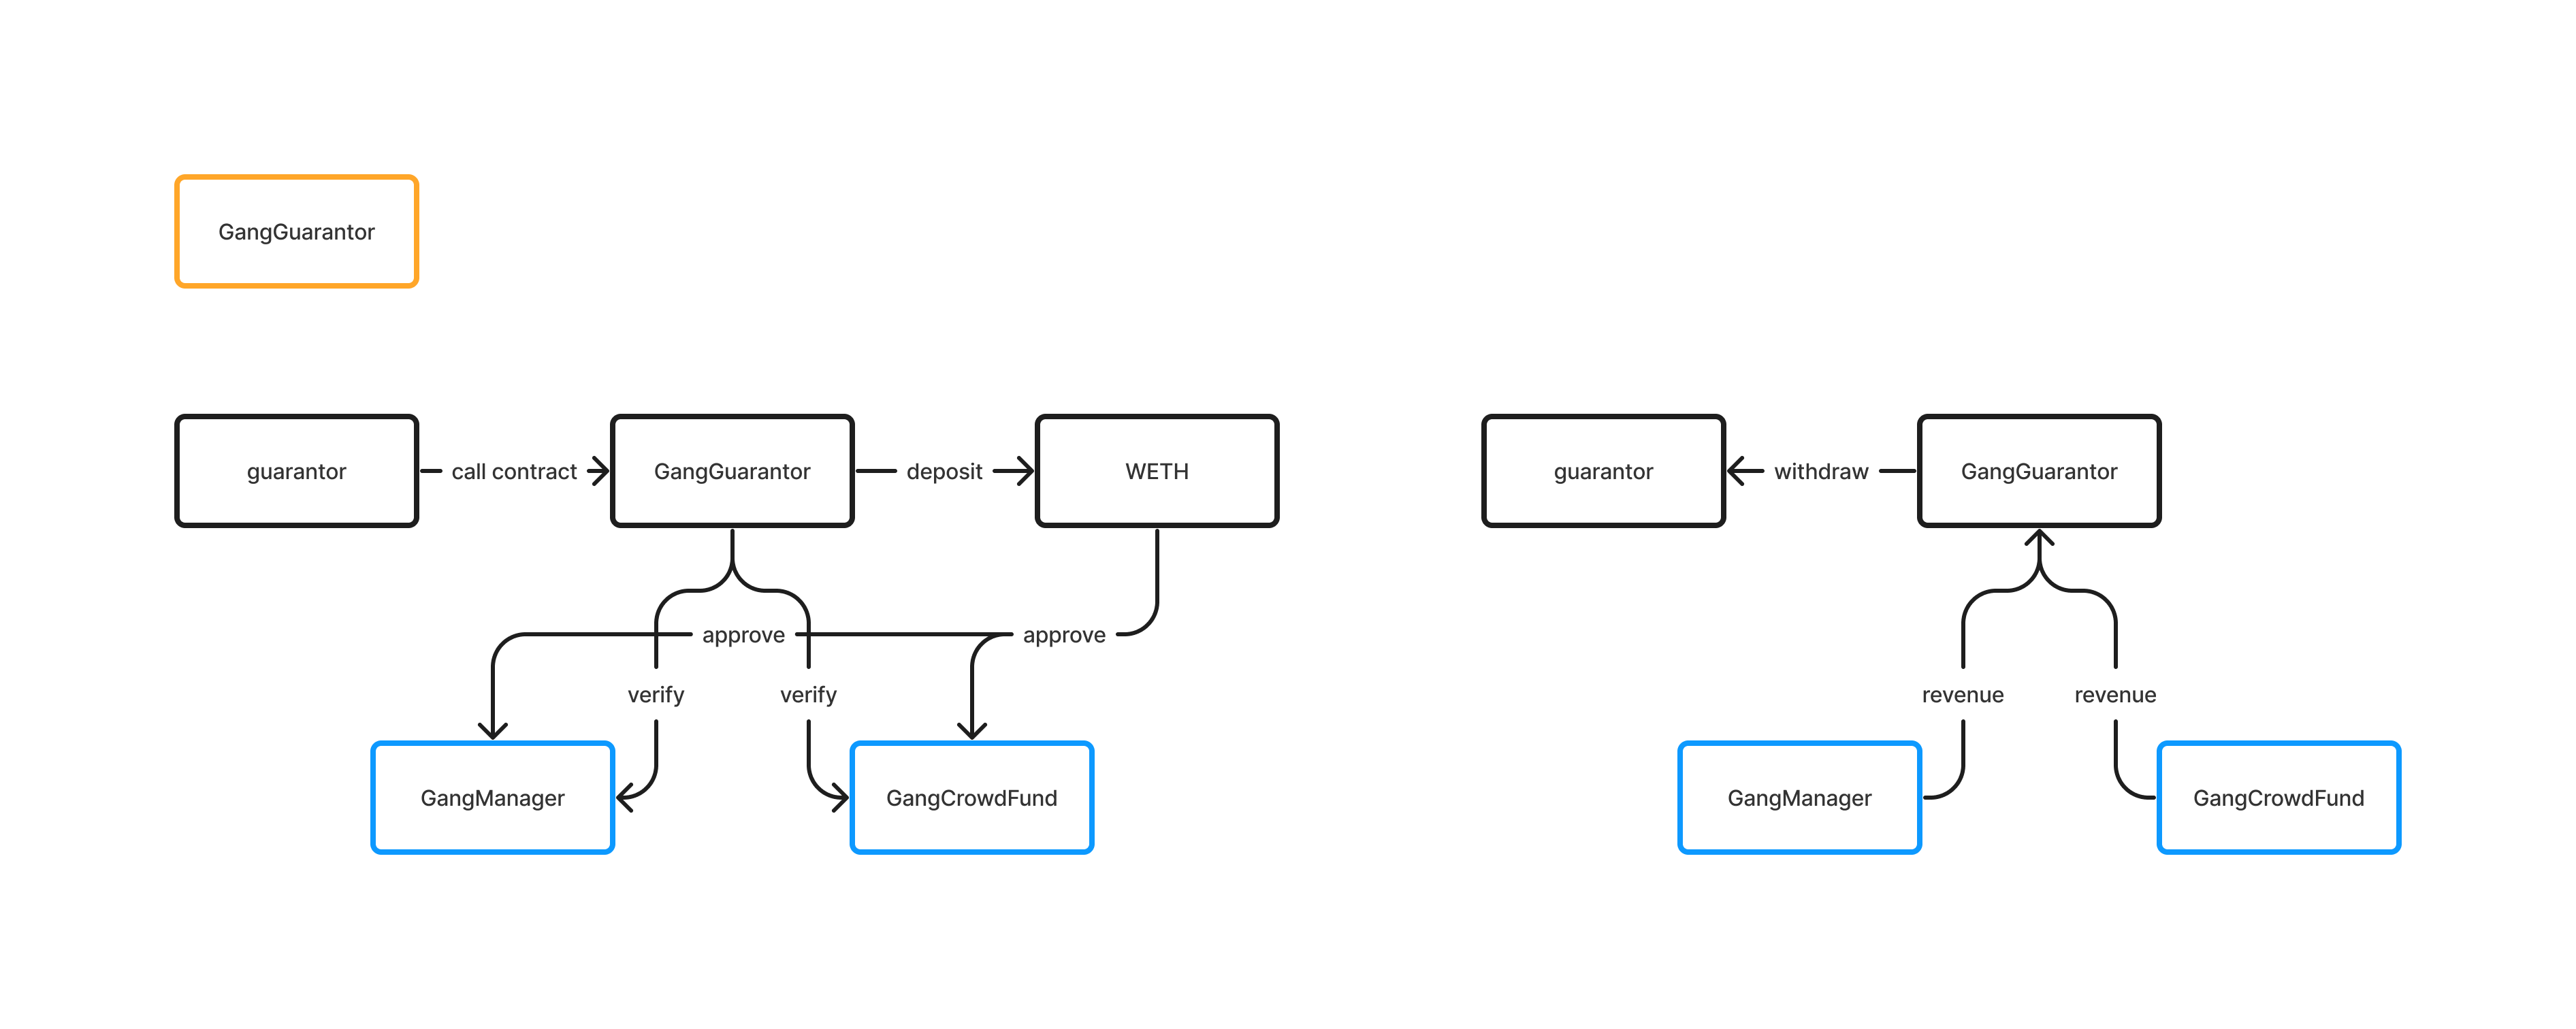 GangGuarantor
guarantor
call contract
GangGuarantor
deposit
WETH
approve
approve
verify
verify
GangManager
GangCrowdFund
guarantor
withdraw
GangGuarantor
revenue
revenue
GangManager
GangCrowdFund